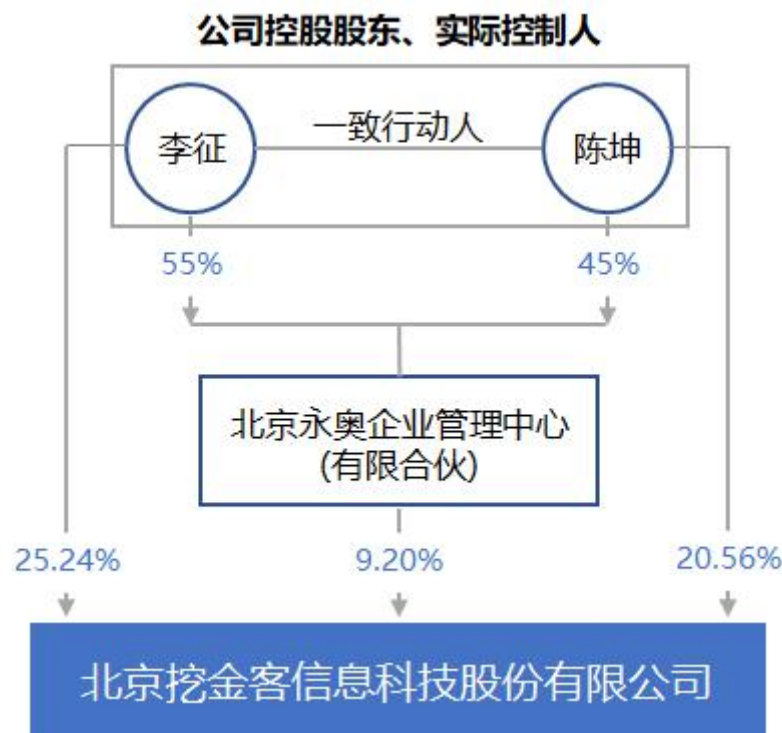 公司控股股东、实际控制人
李征
一致行动人
陈坤
55%
45%
北京永奥企业管理中心
(有限合伙)
25.24%
9.20%
20.56%
北京挖金客信息科技股份有限公司